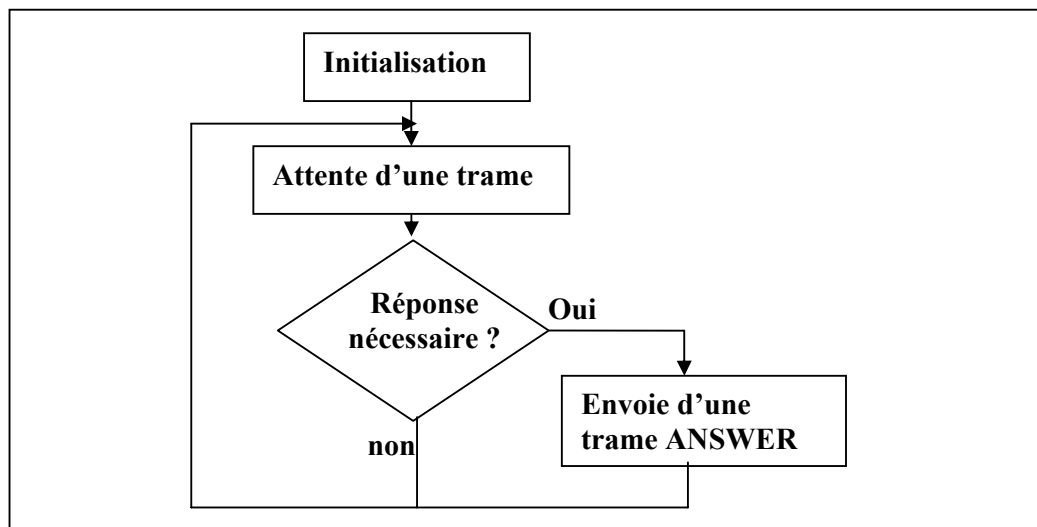 Initialisation
Attente d’une trame
Réponse
nécessaire ?
Oui
Envoie d’une
trame ANSWER
non